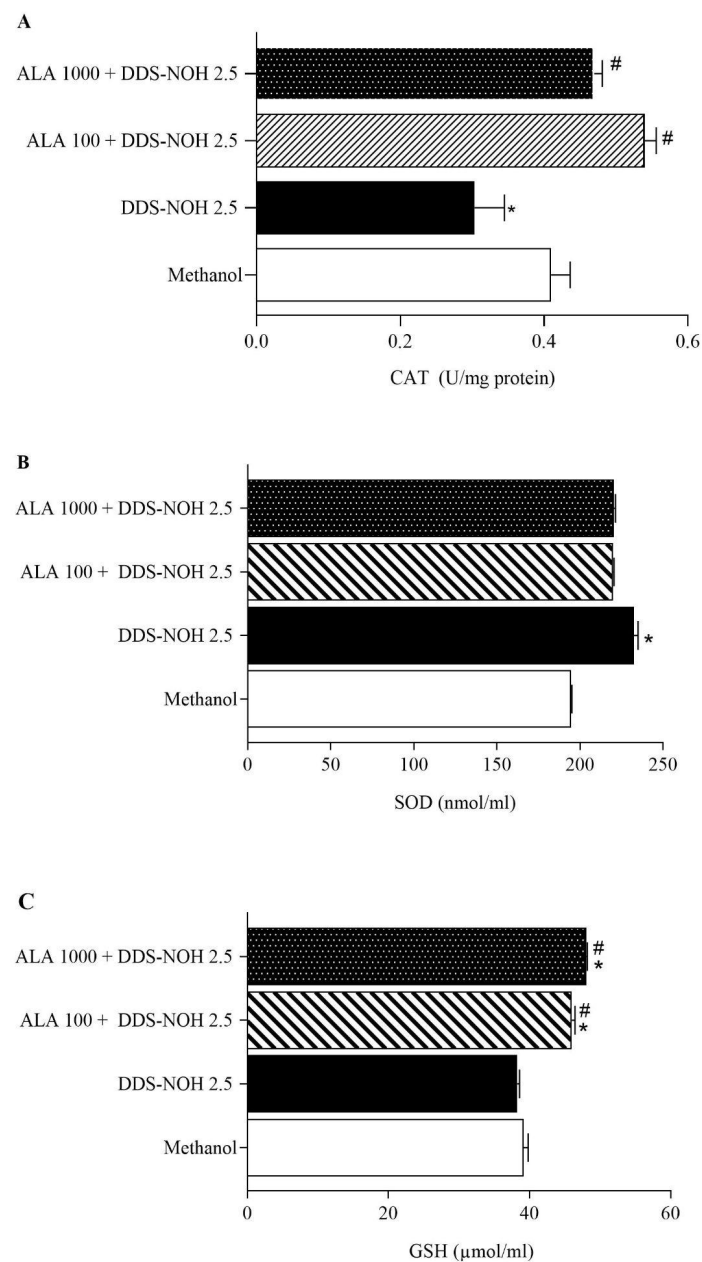 A
ALA 1000 + DDS-NOH 2.5
#
ALA 100 + DDS-NOH 2.5
#
DDS-NOH 2.5
*
Methanol
0.0 0.2 0.4 0.6
CAT (U/mg protein)
B
ALA 1000 + DDS-NOH 2.5
ALA 100 + DDS-NOH 2.5
DDS-NOH 2.5
*
Methanol
0 50 100 150 200 250
SOD (nmol/ml)
C
ALA 1000 + DDS-NOH 2.5
#
*
ALA 100 + DDS-NOH 2.5
#
*
DDS-NOH 2.5
Methanol
0 20 40 60
GSH (µmol/ml)